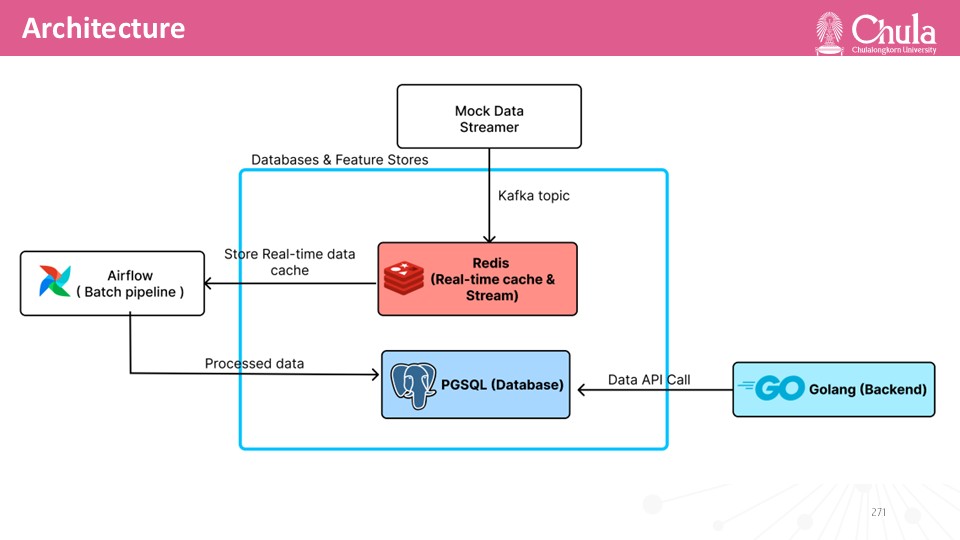 Architecture
Chula
Chulalongkorn University
Mock Data
Streamer
Databases & Feature Stores
Kafka topic
Store Real-time data
cache
Airflow
( Batch pipeline )
Redis
(Real-time cache &
Stream)
Processed data
PGSQL (Database)
Data API Call
GO
Golang (Backend)
271